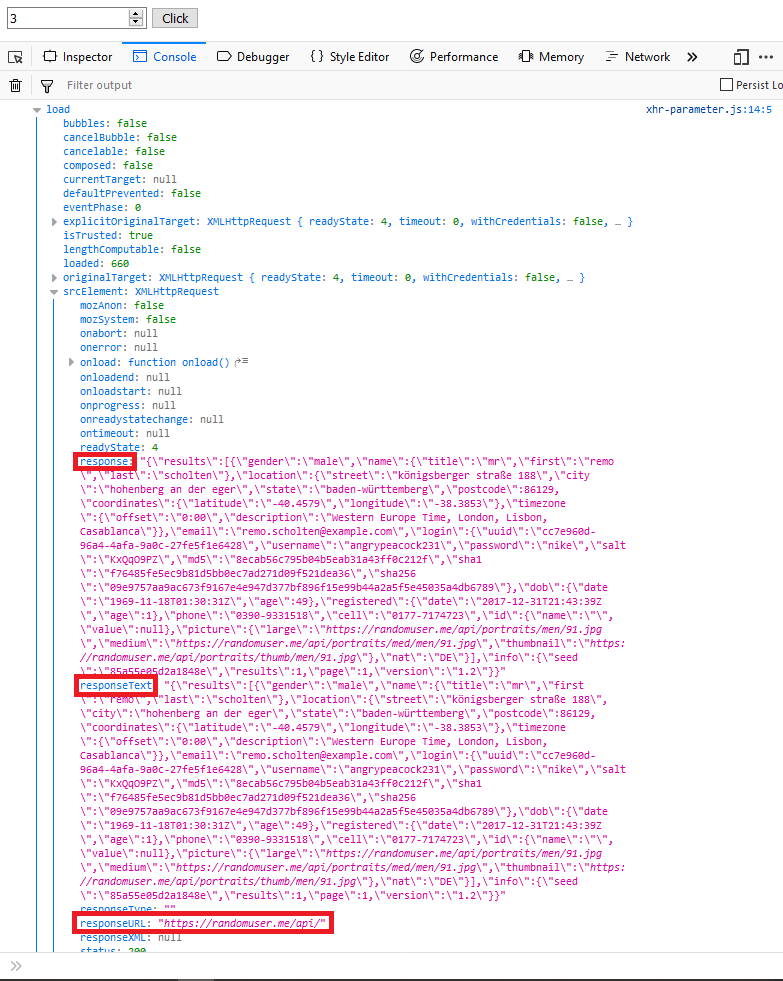 3 Click
Inspector Console Debugger { } Style Editor Performance Memory Network »
Filter output Persist Lo
load xhr-parameter.js:14:5
bubbles: false
cancelBubble: false
cancelable: false
composed: false
currentTarget: null
defaultPrevented: false
eventPhase: 0
explicitOriginalTarget: XMLHttpRequest { readyState: 4, timeout: 0, withCredentials: false, … }
isTrusted: true
lengthComputable: false
loaded: 660
originalTarget: XMLHttpRequest { readyState: 4, timeout: 0, withCredentials: false, … }
srcElement: XMLHttpRequest
mozAnon: false
mozSystem: false
onabort: null
onerror: null
onload: function onload()
onloadend: null
onloadstart: null
onprogress: null
onreadystatechange: null
ontimeout: null
readyState: 4
response: "{\"results\":[{\"gender\":\"male\",\"name\":{\"title\":\"mr\",\"first\":\"remo
\",\"last\":\"scholten\"},\"location\":{\"street\":\"königsberger straße 188\",\"city
\":\"hohenberg an der eger\",\"state\":\"baden-württemberg\",\"postcode\":86129,
\"coordinates\":{\"latitude\":\"-40.4579\",\"longitude\":\"-38.3853\"},\"timezone
\":{\"offset\":\"0:00\",\"description\":\"Western Europe Time, London, Lisbon,
Casablanca\"}},\"email\":\"remo.scholten@example.com\",\"login\":{\"uuid\":\"cc7e960d-
96a4-4afa-9a0c-27fe5f1e6428\",\"username\":\"angrypeacock231\",\"password\":\"nike\",\"salt
\":\"KxQqO9PZ\",\"md5\":\"8ecab56c795b04b5eab31a43ff0c212f\",\"sha1
\":\"f76485fe5ec9b81d5bb0ec7ad271d09f521dea36\",\"sha256
\":\"09e9757aa9ac673f9167e4e947d377bf896f15e99b44a2a5f5e45035a4db6789\"},\"dob\":{\"date
\":\"1969-11-18T01:30:31Z\",\"age\":49},\"registered\":{\"date\":\"2017-12-31T21:43:39Z
\",\"age\":1},\"phone\":\"0390-9331518\",\"cell\":\"0177-7174723\",\"id\":{\"name\":\"\",
\"value\":null},\"picture\":{\"large\":\"https://randomuser.me/api/portraits/men/91.jpg
\",\"medium\":\"https://randomuser.me/api/portraits/med/men/91.jpg\",\"thumbnail\":\"https:
//randomuser.me/api/portraits/thumb/men/91.jpg\"},\"nat\":\"DE\"}],\"info\":{\"seed
\":\"85a55e05d2a1848e\",\"results\":1,\"page\":1,\"version\":\"1.2\"}}"
responseText: "{\"results\":[{\"gender\":\"male\",\"name\":{\"title\":\"mr\",\"first
\":\"remo\",\"last\":\"scholten\"},\"location\":{\"street\":\"königsberger straße 188\",
\"city\":\"hohenberg an der eger\",\"state\":\"baden-württemberg\",\"postcode\":86129,
\"coordinates\":{\"latitude\":\"-40.4579\",\"longitude\":\"-38.3853\"},\"timezone
\":{\"offset\":\"0:00\",\"description\":\"Western Europe Time, London, Lisbon,
Casablanca\"}},\"email\":\"remo.scholten@example.com\",\"login\":{\"uuid\":\"cc7e960d-
96a4-4afa-9a0c-27fe5f1e6428\",\"username\":\"angrypeacock231\",\"password\":\"nike\",\"salt
\":\"KxQqO9PZ\",\"md5\":\"8ecab56c795b04b5eab31a43ff0c212f\",\"sha1
\":\"f76485fe5ec9b81d5bb0ec7ad271d09f521dea36\",\"sha256
\":\"09e9757aa9ac673f9167e4e947d377bf896f15e99b44a2a5f5e45035a4db6789\"},\"dob\":{\"date
\":\"1969-11-18T01:30:31Z\",\"age\":49},\"registered\":{\"date\":\"2017-12-31T21:43:39Z
\",\"age\":1},\"phone\":\"0390-9331518\",\"cell\":\"0177-7174723\",\"id\":{\"name\":\"\",
\"value\":null},\"picture\":{\"large\":\"https://randomuser.me/api/portraits/men/91.jpg
\",\"medium\":\"https://randomuser.me/api/portraits/med/men/91.jpg\",\"thumbnail\":\"https:
//randomuser.me/api/portraits/thumb/men/91.jpg\"},\"nat\":\"DE\"}],\"info\":{\"seed
\":\"85a55e05d2a1848e\",\"results\":1,\"page\":1,\"version\":\"1.2\"}}"
responseType: ""
responseURL: "https://randomuser.me/api/"
responseXML: null
status: 200
»